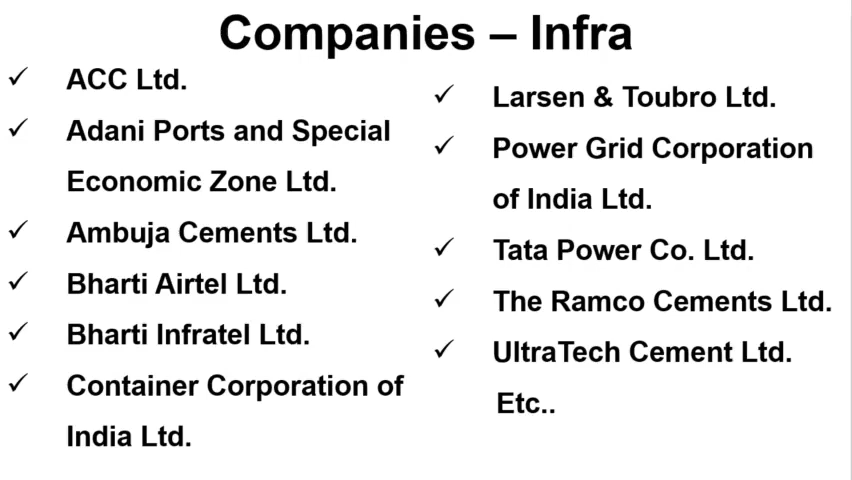 Companies – Infra
✓ ACC Ltd.
✓ Adani Ports and Special
Economic Zone Ltd.
✓ Ambuja Cements Ltd.
✓ Bharti Airtel Ltd.
✓ Bharti Infratel Ltd.
✓ Container Corporation of
India Ltd.
✓ Larsen & Toubro Ltd.
✓ Power Grid Corporation
of India Ltd.
✓ Tata Power Co. Ltd.
✓ The Ramco Cements Ltd.
✓ UltraTech Cement Ltd.
Etc..